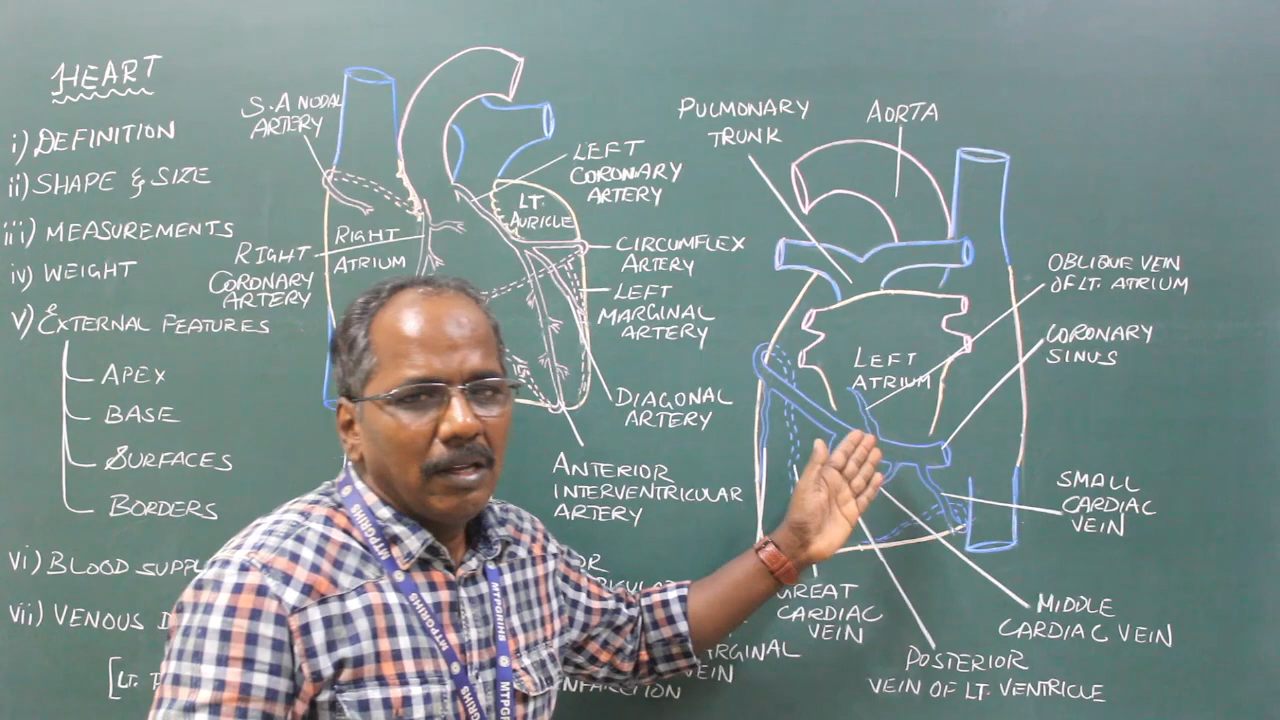 HEART
i) DEFINITION
ii) SHAPE & SIZE
iii) MEASUREMENTS
iv) WEIGHT
v) EXTERNAL FEATURES
APEX
BASE
SURFACES
BORDERS
vi) BLOOD
vii) VENOUS
S.A NODAL
ARTERY
RIGHT
CORONARY
ARTERY
RIGHT
ATRIUM
LT.
AURICLE
LEFT
CORONARY
ARTERY
CIRCUMFLEX
ARTERY
LEFT
MARGINAL
ARTERY
DIAGONAL
ARTERY
ANTERIOR
INTERVENTRICULAR
ARTERY
VEIN
PULMONARY
TRUNK
AORTA
LEFT
ATRIUM
OBLIQUE VEIN
OF LT. ATRIUM
CORONARY
SINUS
SMALL
CARDIAC
VEIN
MIDDLE
CARDIAC VEIN
POSTERIOR
VEIN OF LT. VENTRICLE
GREAT
CARDIAC
VEIN
MTPGRIHS
MTPGRIHS
MTPGRIHS